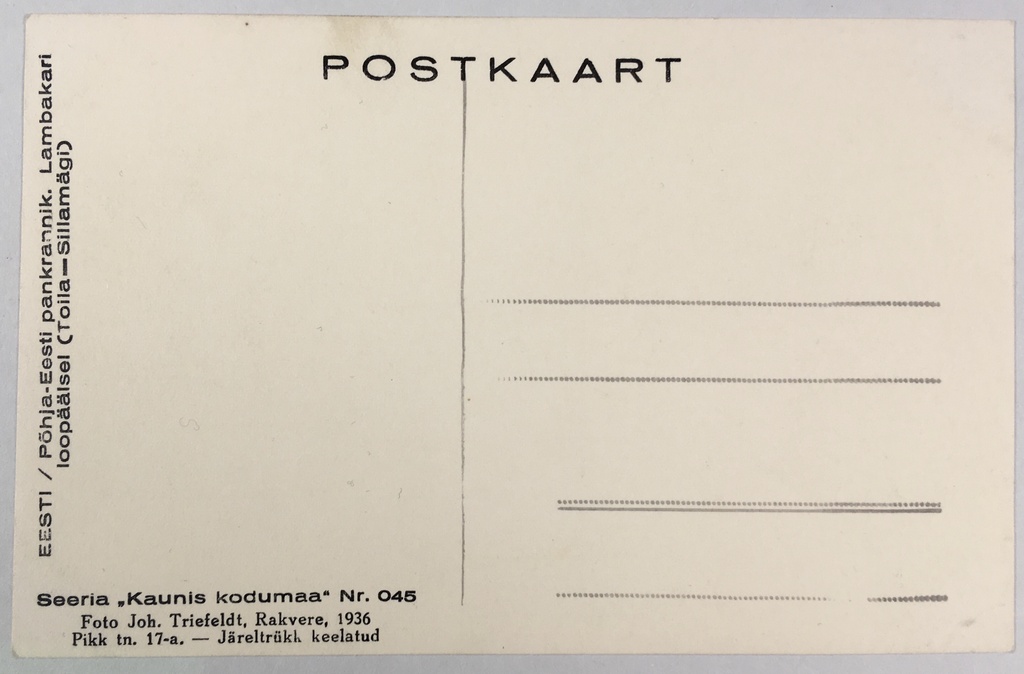 POSTKAART
EESTI / Põhja-Eesti pankrannik. Lambakari
loopäälsel (Toila—Sillamägi)
Seeria „Kaunis kodumaa“ Nr. 045
Foto Joh. Triefeldt, Rakvere, 1936
Pikk tn. 17-a. — Järeltrükk keelatud